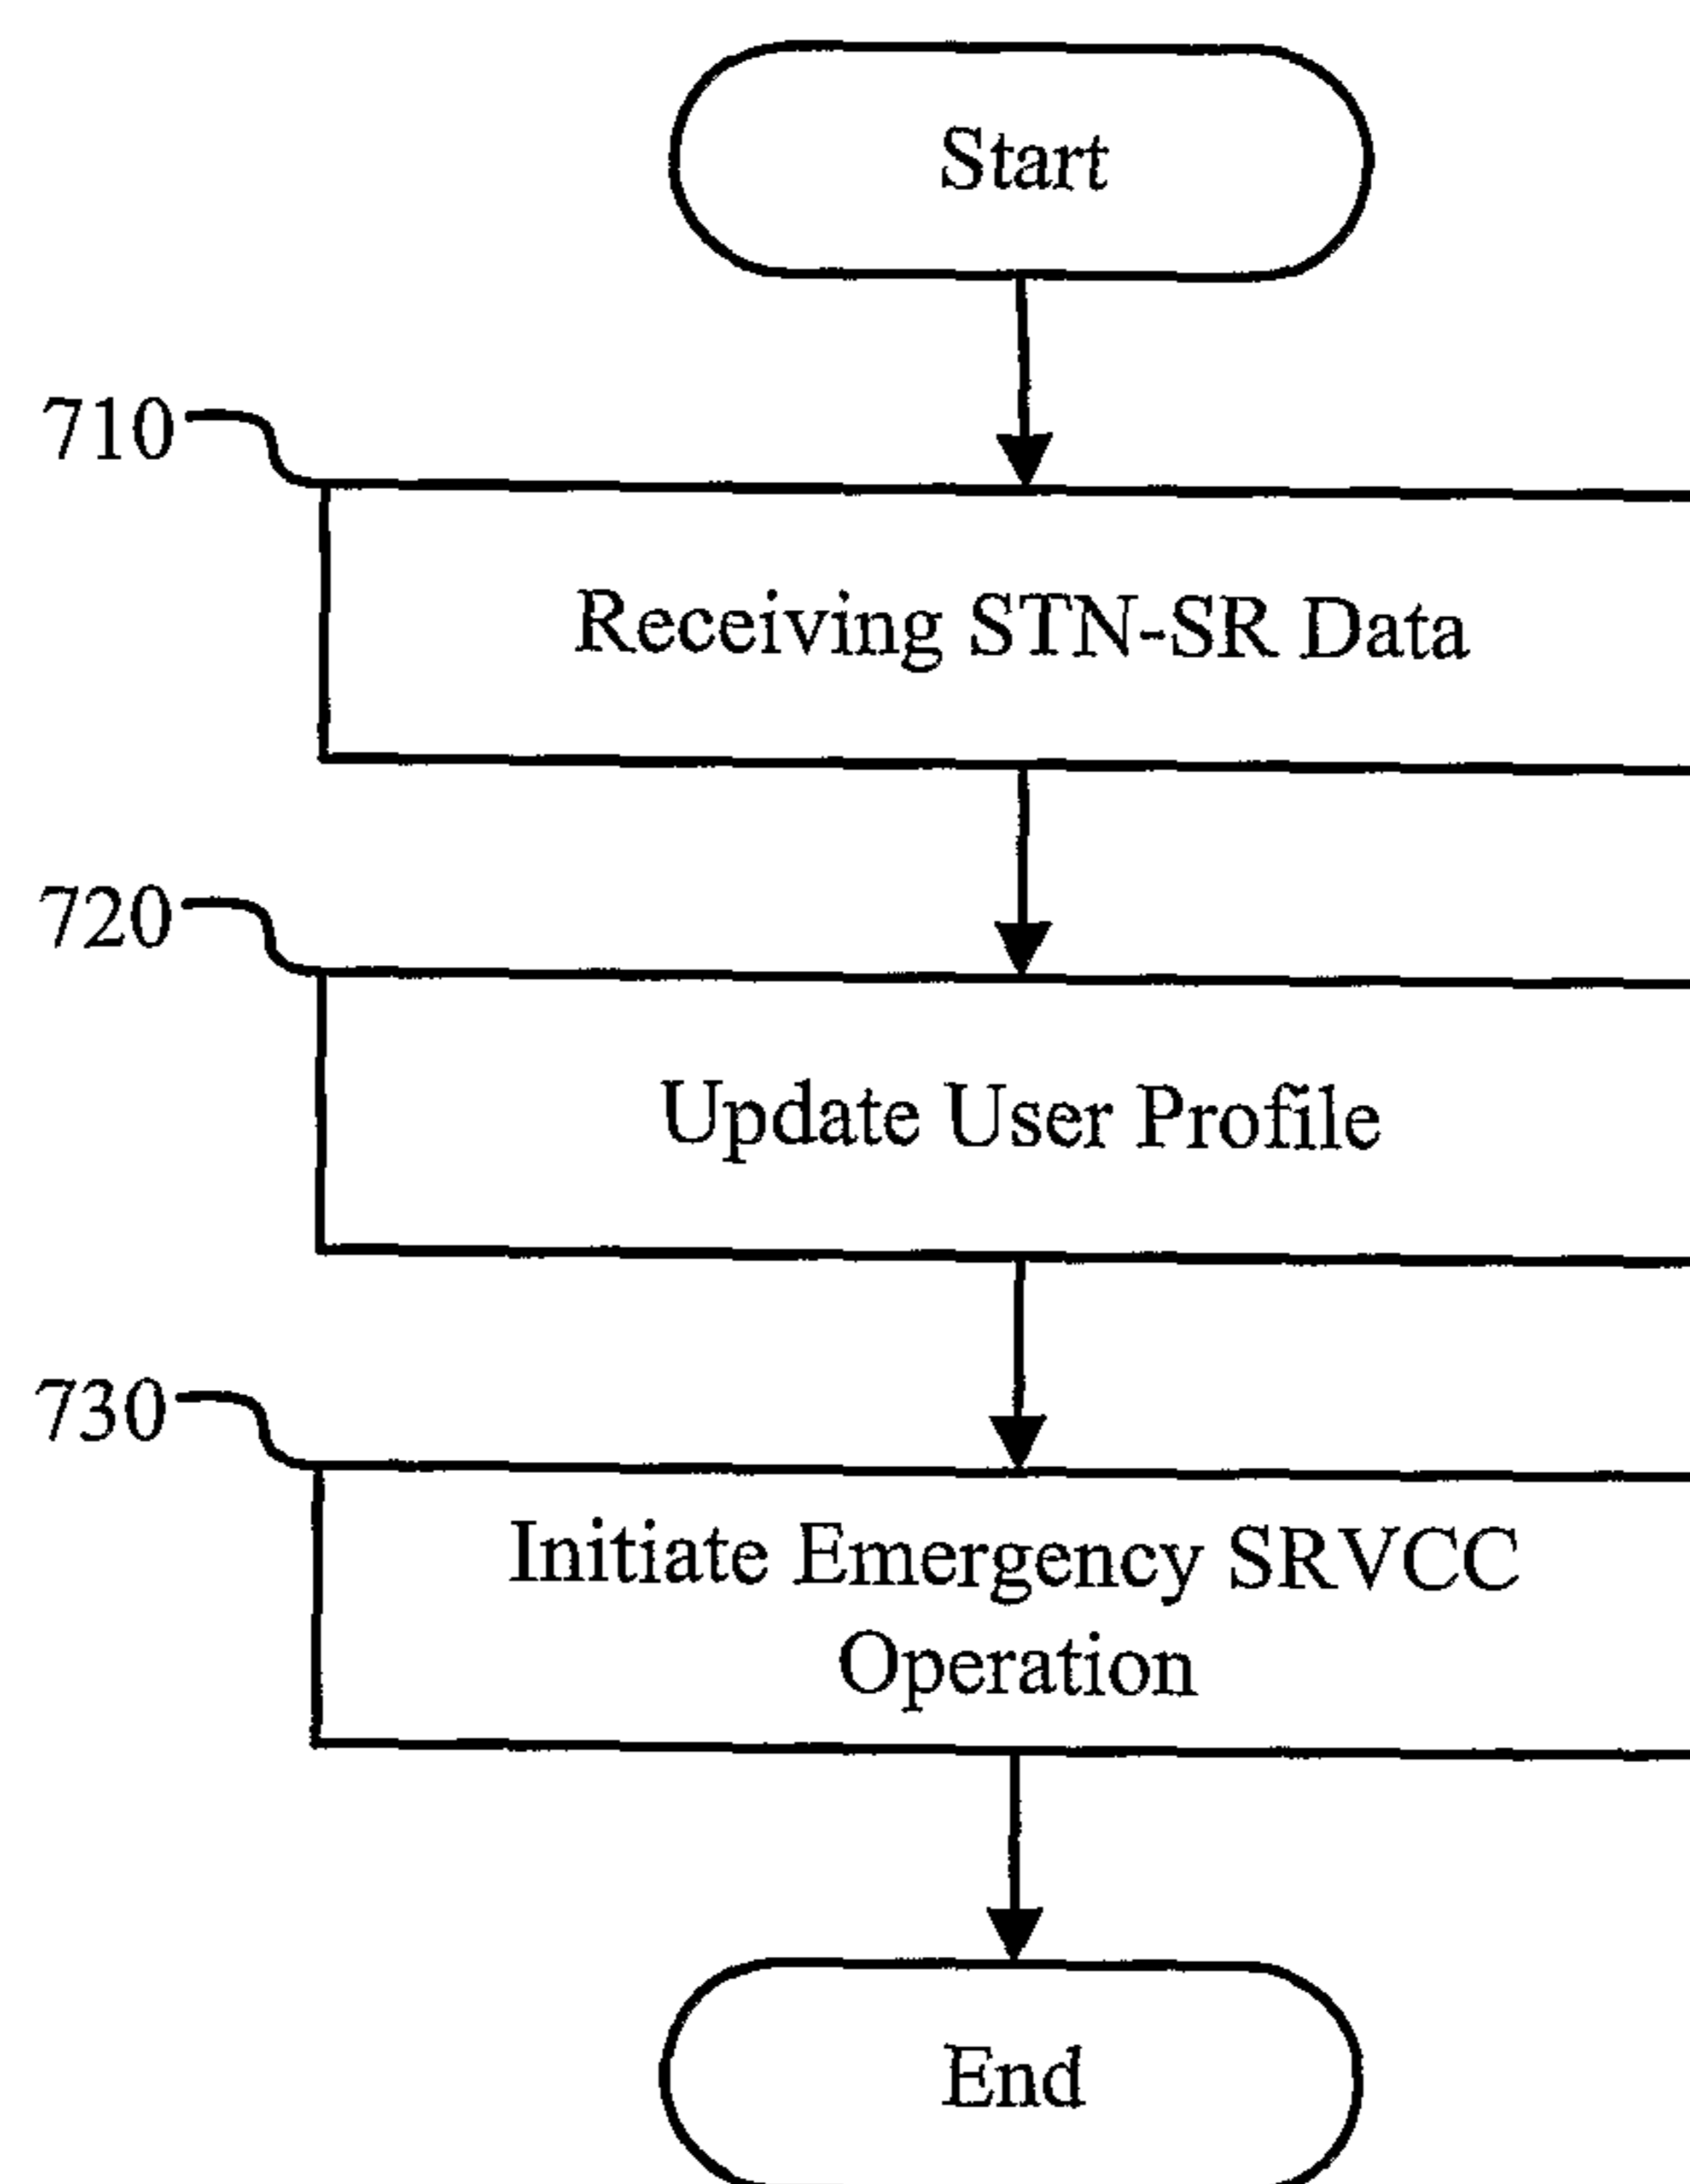 Start
710
Receiving STN-SR Data
720
Update User Profile
730
Initiate Emergency SRVCC
Operation
End